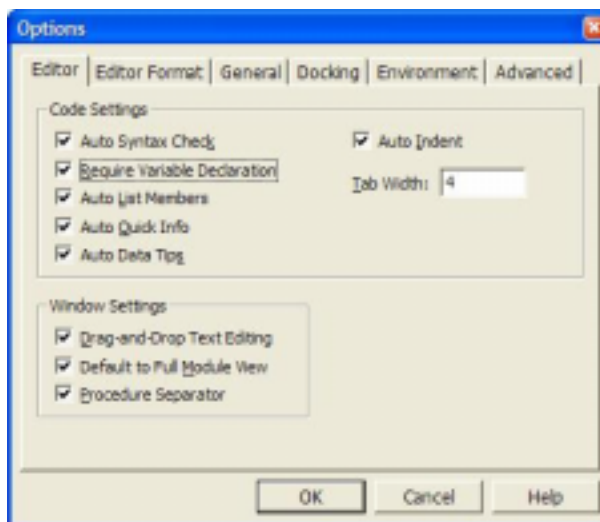 Options
Editor Editor Format General Docking Environment Advanced
Code Settings
Auto Syntax Check Auto Indent
Require Variable Declaration Tab Width: 4
Auto List Members
Auto Quick Info
Auto Data Tips
Window Settings
Drag-and-Drop Text Editing
Default to Full Module View
Procedure Separator
OK Cancel Help